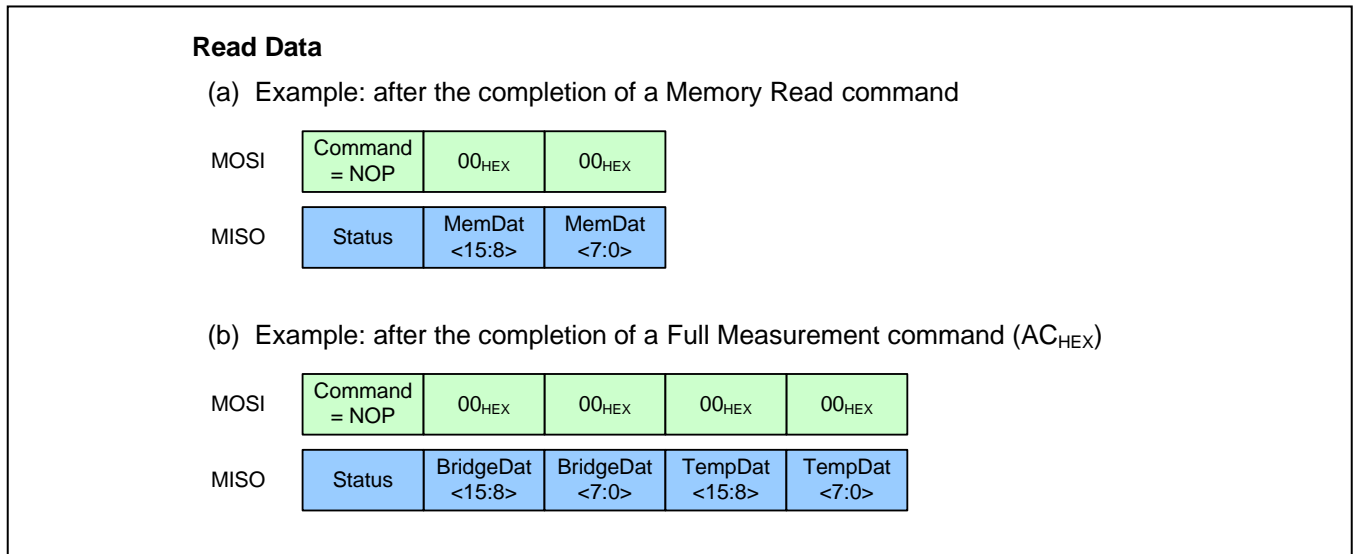 Read Data
(a) Example: after the completion of a Memory Read command
MOSI
Command
= NOP
00HEX
00HEX
MISO
Status
MemDat
<15:8>
MemDat
<7:0>
(b) Example: after the completion of a Full Measurement command (ACHEX)
MOSI
Command
= NOP
00HEX
00HEX
00HEX
00HEX
MISO
Status
BridgeDat
<15:8>
BridgeDat
<7:0>
TempDat
<15:8>
TempDat
<7:0>